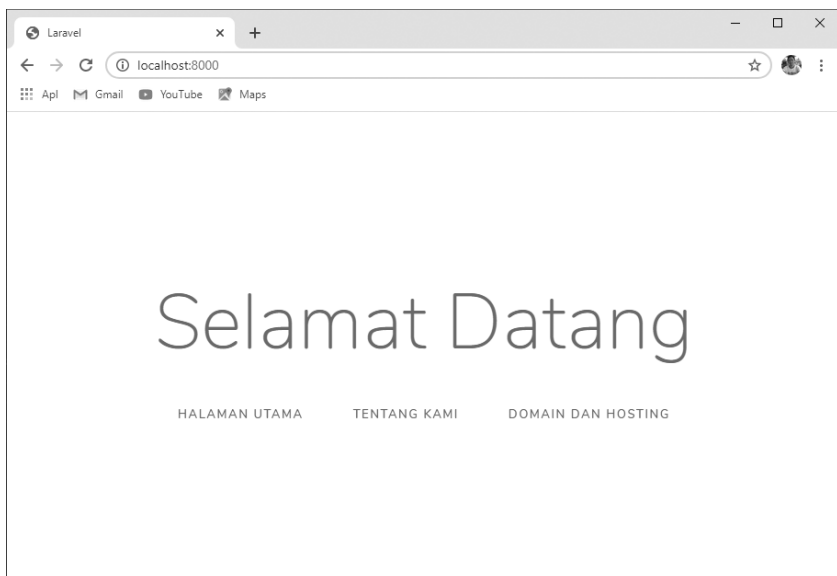 Laravel
localhost:8000
Apl Gmail YouTube Maps
Selamat Datang
HALAMAN UTAMA TENTANG KAMI DOMAIN DAN HOSTING